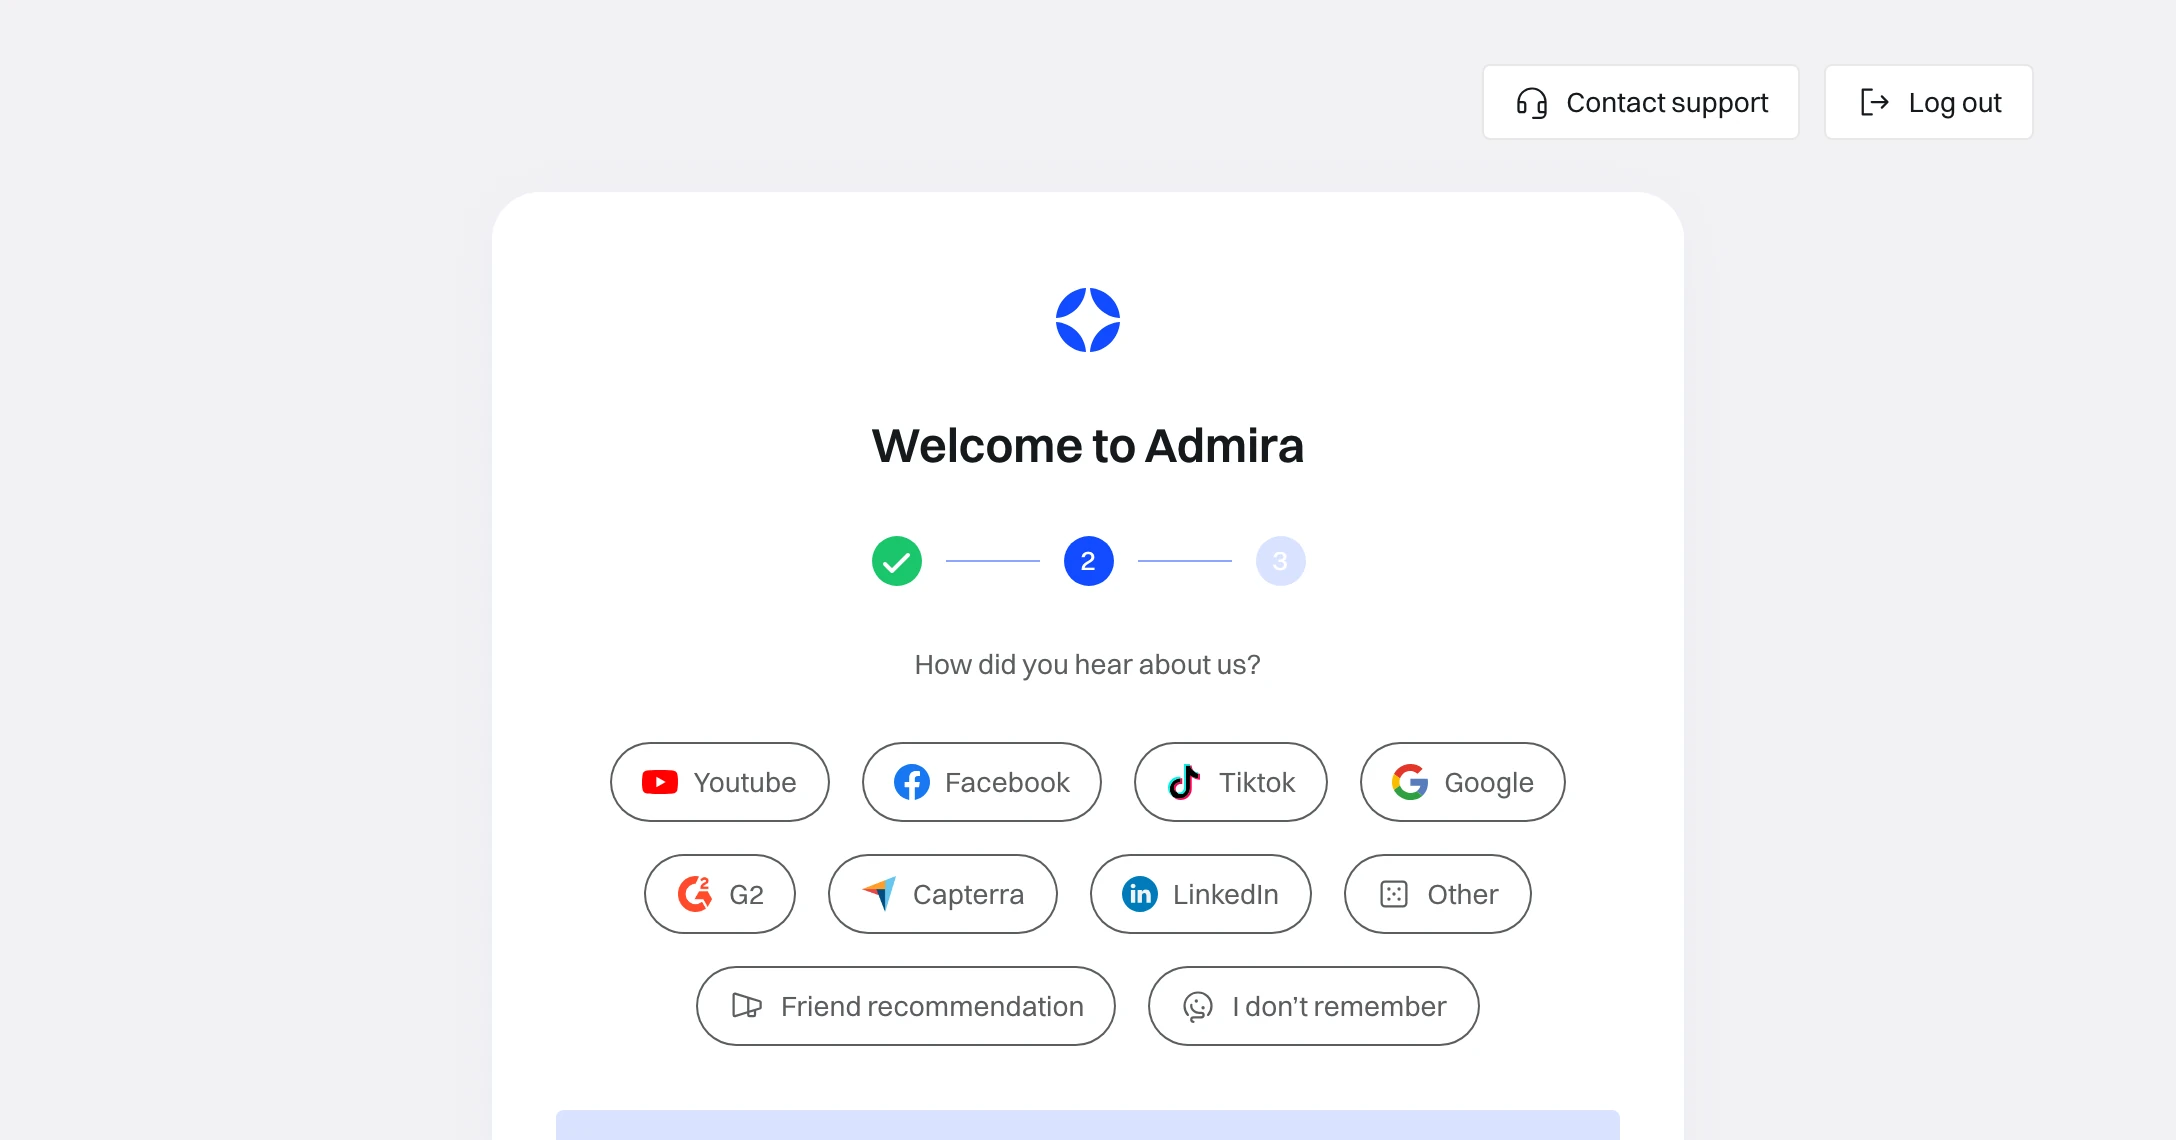 Contact support
Log out
Welcome to Admira
2
3
How did you hear about us?
Youtube
Facebook
Tiktok
Google
G2
Capterra
LinkedIn
Other
Friend recommendation
I don’t remember